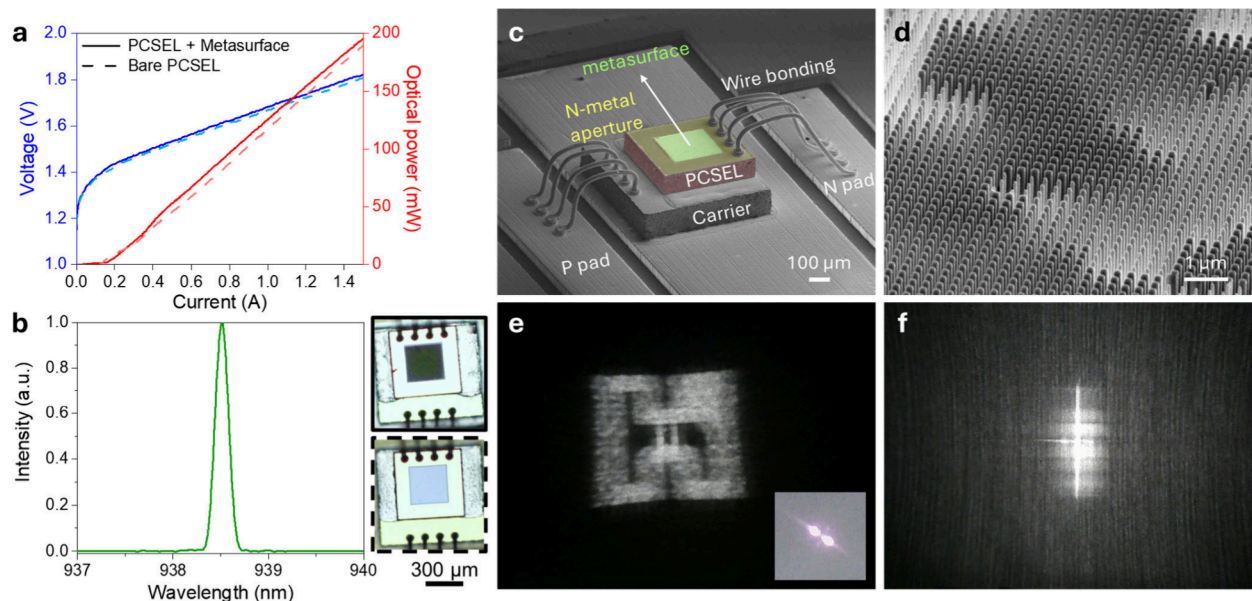 a
2.0
1.8
1.6
1.4
1.2
1.0
Voltage (V)
PCSEL + Metasurface
Bare PCSEL
200
150
100
50
0
Optical power (mW)
0.0 0.2 0.4 0.6 0.8 1.0 1.2 1.4
Current (A)
b
1.0
0.8
0.6
0.4
0.2
0.0
Intensity (a.u.)
937 938 939 940
Wavelength (nm)
300 μm
c
metasurface
Wire bonding
N-metal
aperture
PCSEL
N pad
Carrier
P pad
100 μm
d
1 μm
e
f